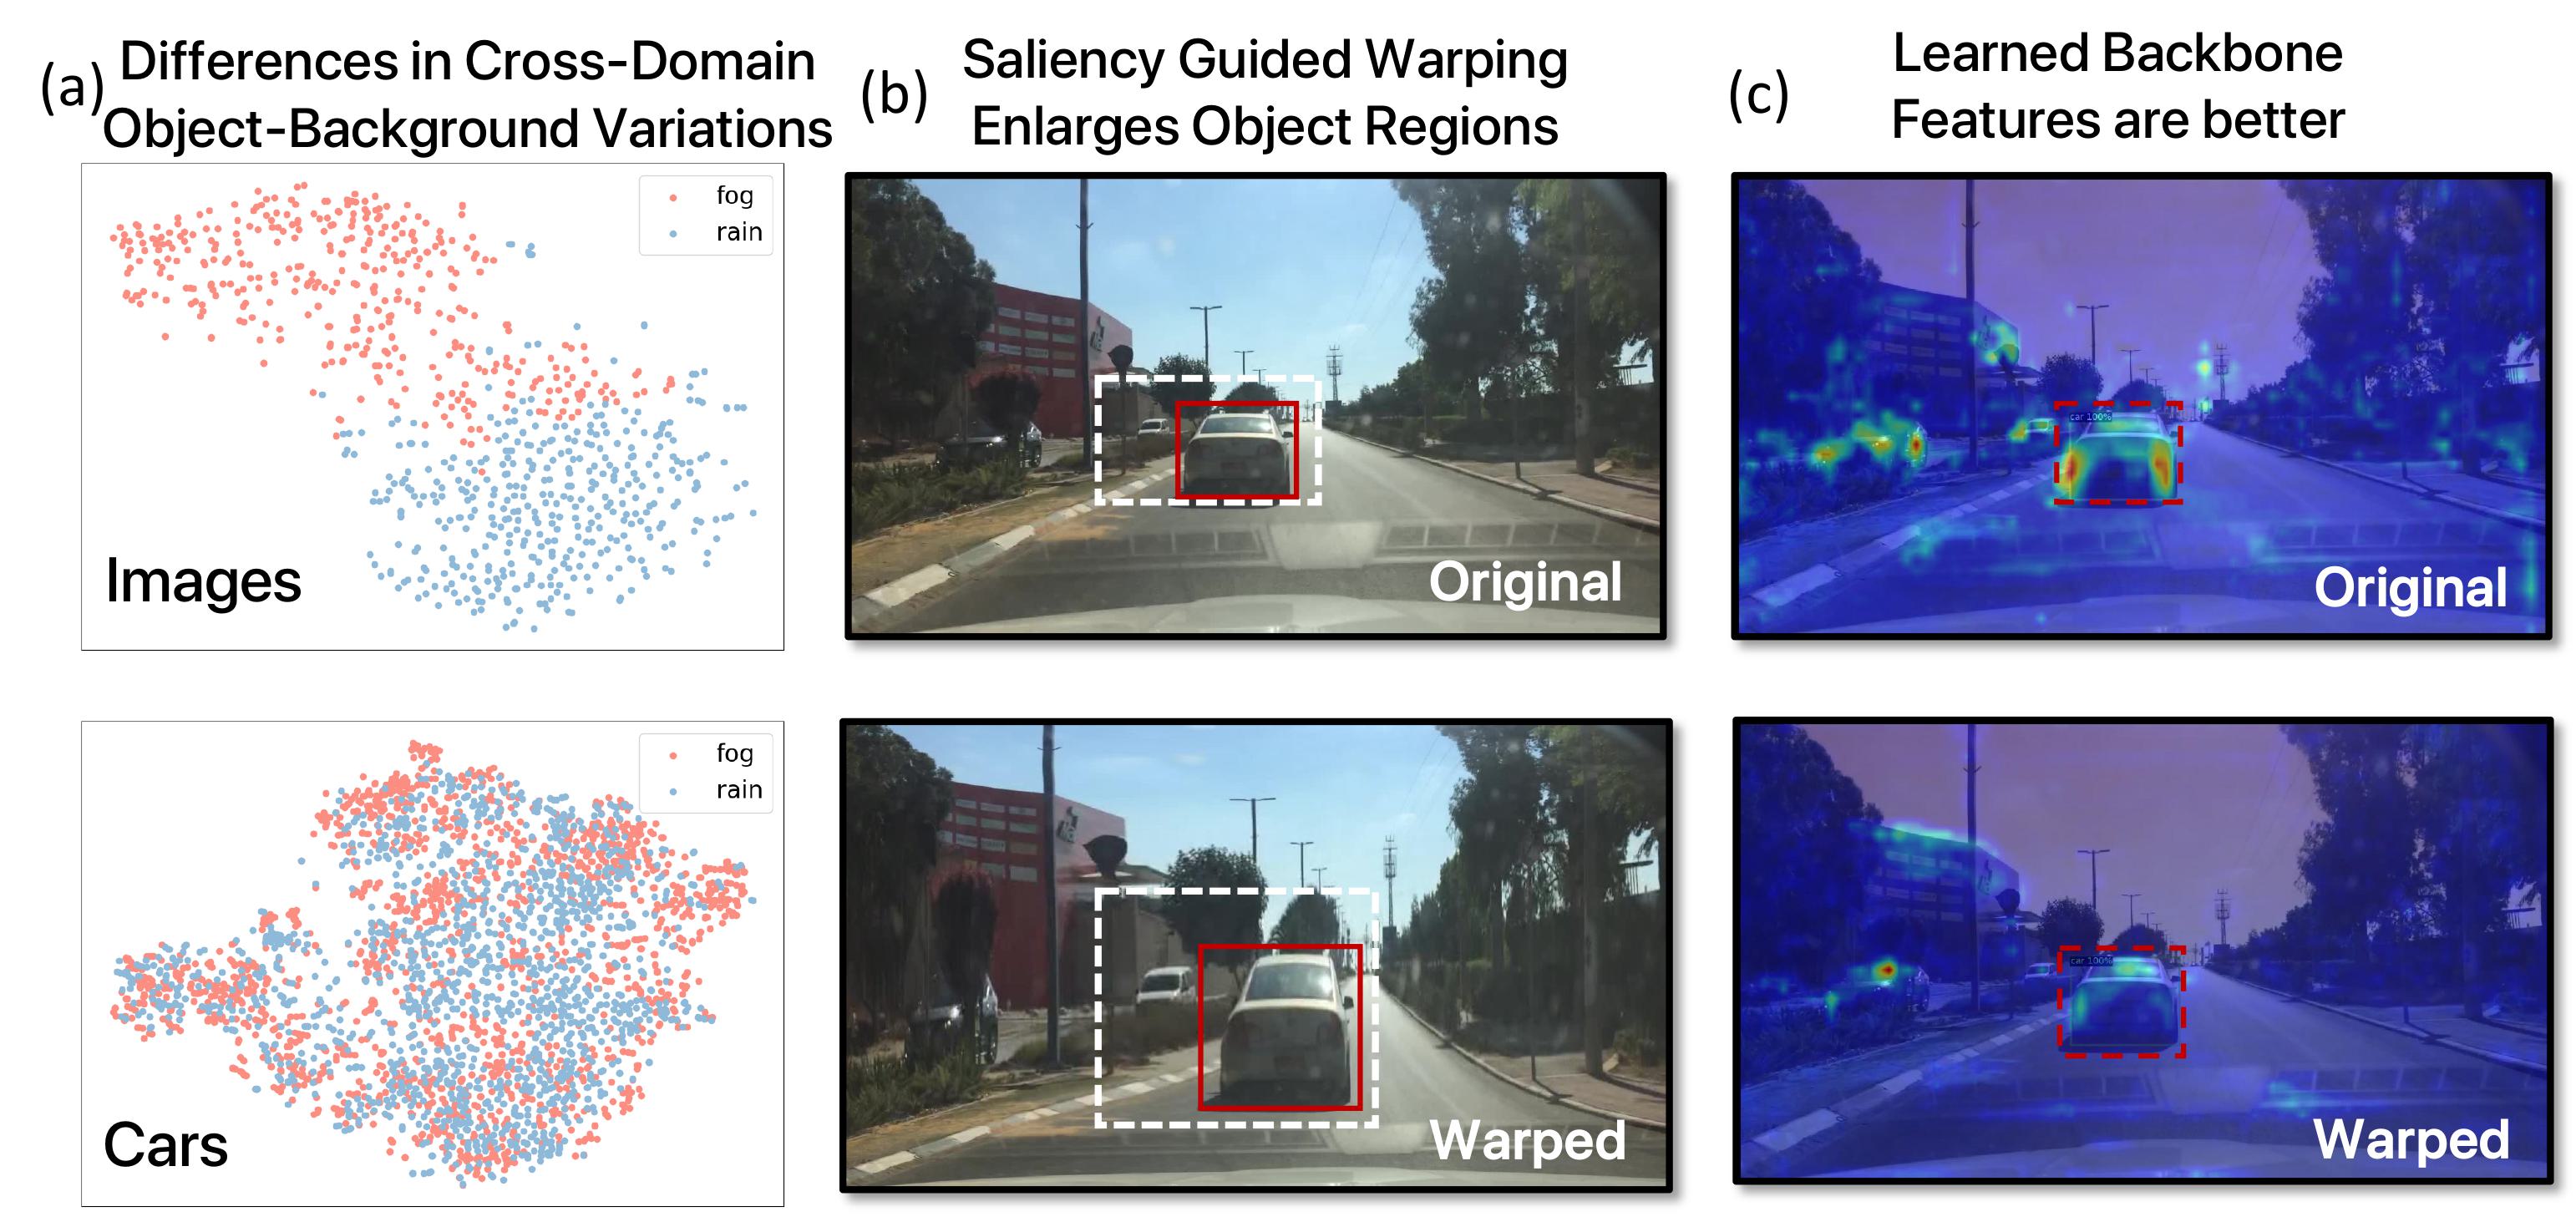 (a) Differences in Cross-Domain
Object-Background Variations
fog
rain
Images
fog
rain
Cars
(b) Saliency Guided Warping
Enlarges Object Regions
Original
Warped
(c) Learned Backbone
Features are better
car 100%
Original
car 100%
Warped